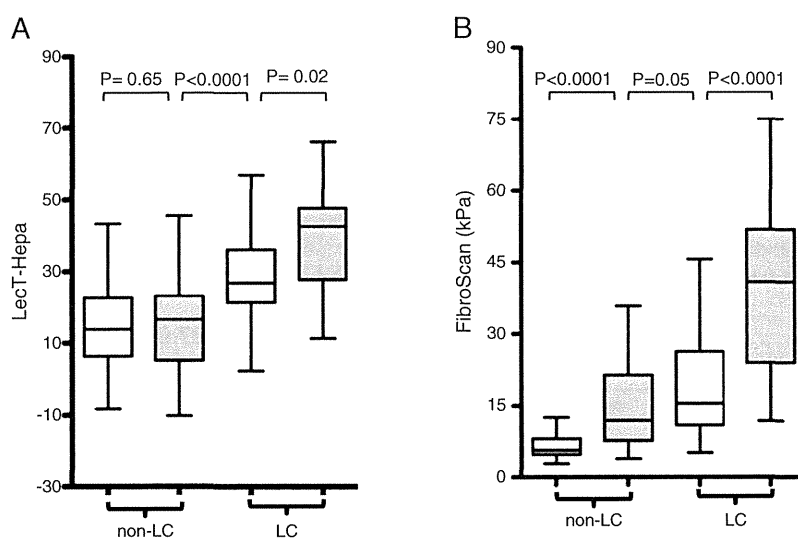 A
LecT-Hepa
90
70
50
30
10
-10
-30
P= 0.65 P<0.0001 P= 0.02
non-LC LC
B
FibroScan (kPa)
90
75
60
45
30
15
0
P<0.0001 P=0.05 P<0.0001
non-LC LC